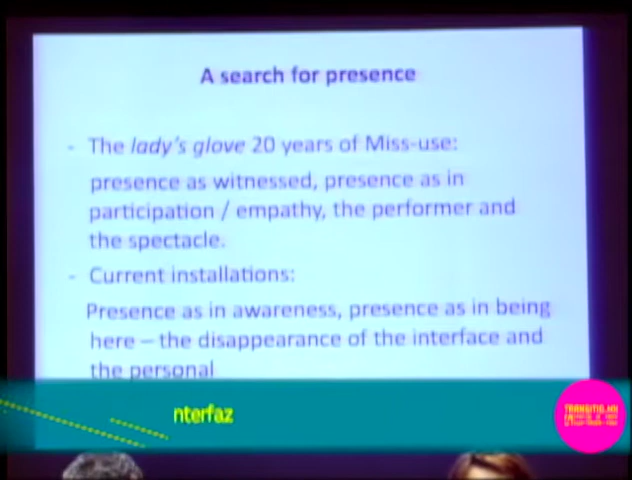 A search for presence
- The lady's glove 20 years of Miss-use:
presence as witnessed, presence as in
participation / empathy, the performer and
the spectacle.
- Current installations:
Presence as in awareness, presence as in being
here – the disappearance of the interface and
the personal
nterfaz
TRANSITIO_MX